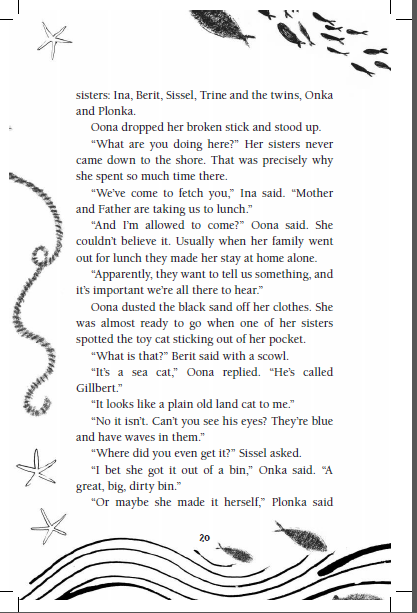 sisters: Ina, Berit, Sissel, Trine and the twins, Onka
and Plonka.
Oona dropped her broken stick and stood up.
“What are you doing here?” Her sisters never
came down to the shore. That was precisely why
she spent so much time there.
“We’ve come to fetch you,” Ina said. “Mother
and Father are taking us to lunch.”
“And I’m allowed to come?” Oona said. She
couldn’t believe it. Usually when her family went
out for lunch they made her stay at home alone.
“Apparently, they want to tell us something, and
it’s important we’re all there to hear.”
Oona dusted the black sand off her clothes. She
was almost ready to go when one of her sisters
spotted the toy cat sticking out of her pocket.
“What is that?” Berit said with a scowl.
“It’s a sea cat,” Oona replied. “He’s called
Gillbert.”
“It looks like a plain old land cat to me.”
“No it isn’t. Can’t you see his eyes? They’re blue
and have waves in them.”
“Where did you even get it?” Sissel asked.
“I bet she got it out of a bin,” Onka said. “A
great, big, dirty bin.”
“Or maybe she made it herself,” Plonka said
20